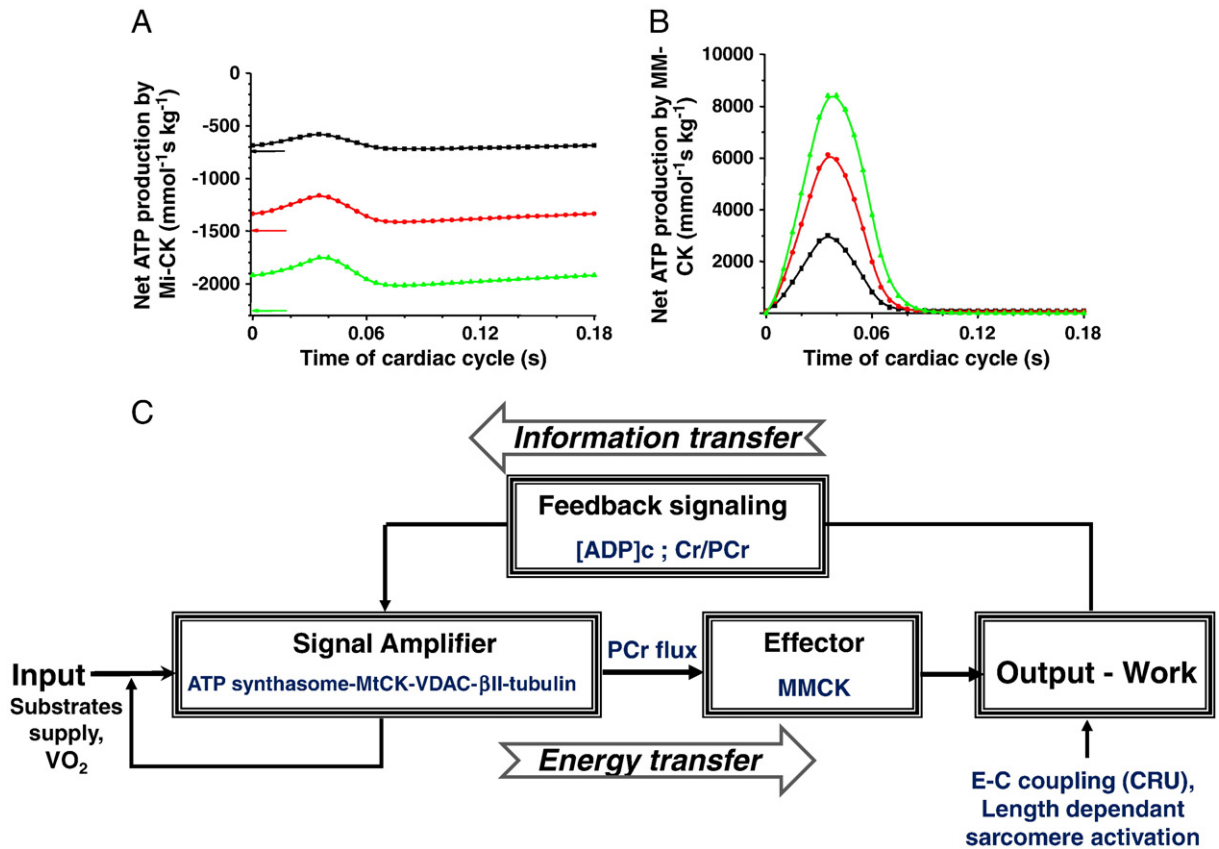 A
Net ATP production by
Mi-CK (mmol⁻¹s kg⁻¹)
0
-500
-1000
-1500
-2000
0
0.06
0.12
0.18
Time of cardiac cycle (s)
B
Net ATP production by MM-
CK (mmol⁻¹s kg⁻¹)
10000
8000
6000
4000
2000
0
0.06
0.12
0.18
Time of cardiac cycle (s)
C
Information transfer
Feedback signaling
[ADP]c ; Cr/PCr
Input
Substrates
supply,
VO₂
Signal Amplifier
ATP synthasome-MtCK-VDAC-βII-tubulin
PCr flux
Effector
MMCK
Output - Work
Energy transfer
E-C coupling (CRU),
Length dependant
sarcomere activation